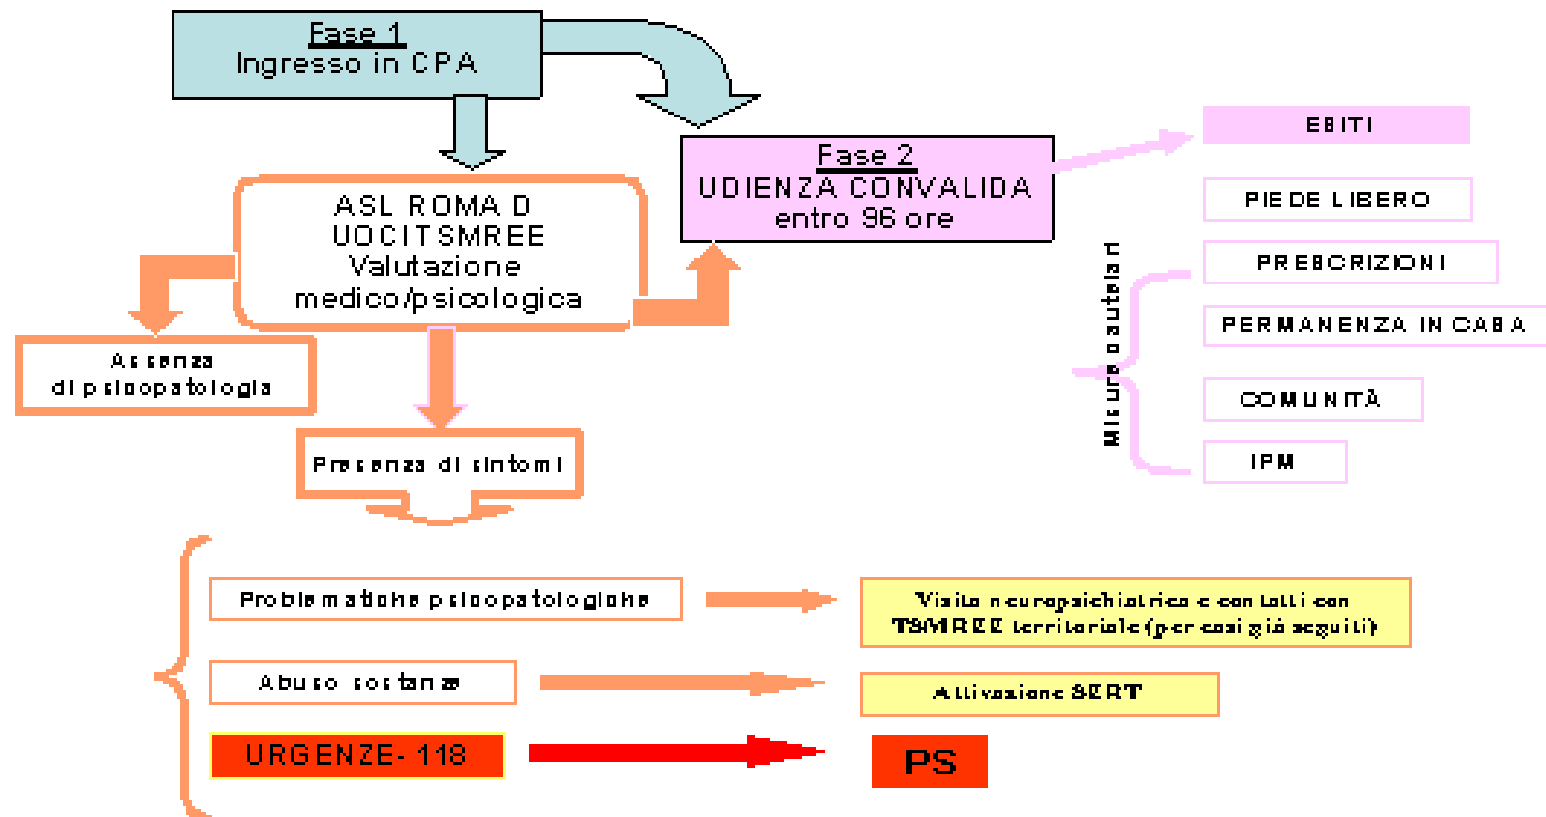 Fase 1
Ingresso in CPA
Fase 2
UDIENZA CONVALIDA
entro 96 ore
ESITI
PIEDE LIBERO
PRESCRIZIONI
PERMANENZA IN CASA
COMUNITÀ
IPM
Misure cautelari
ASL ROMA D
UOCITSMREE
Valutazione
medico/psicologica
Assenza
di psicopatologia
Presenza di sintomi
Problematiche psicopatologiche
Visita neuropsichiatrica e contatti con
TSMREE territoriale (per casi già seguiti)
Abuso sostanze
Attivazione SERT
URGENZE- 118
PS